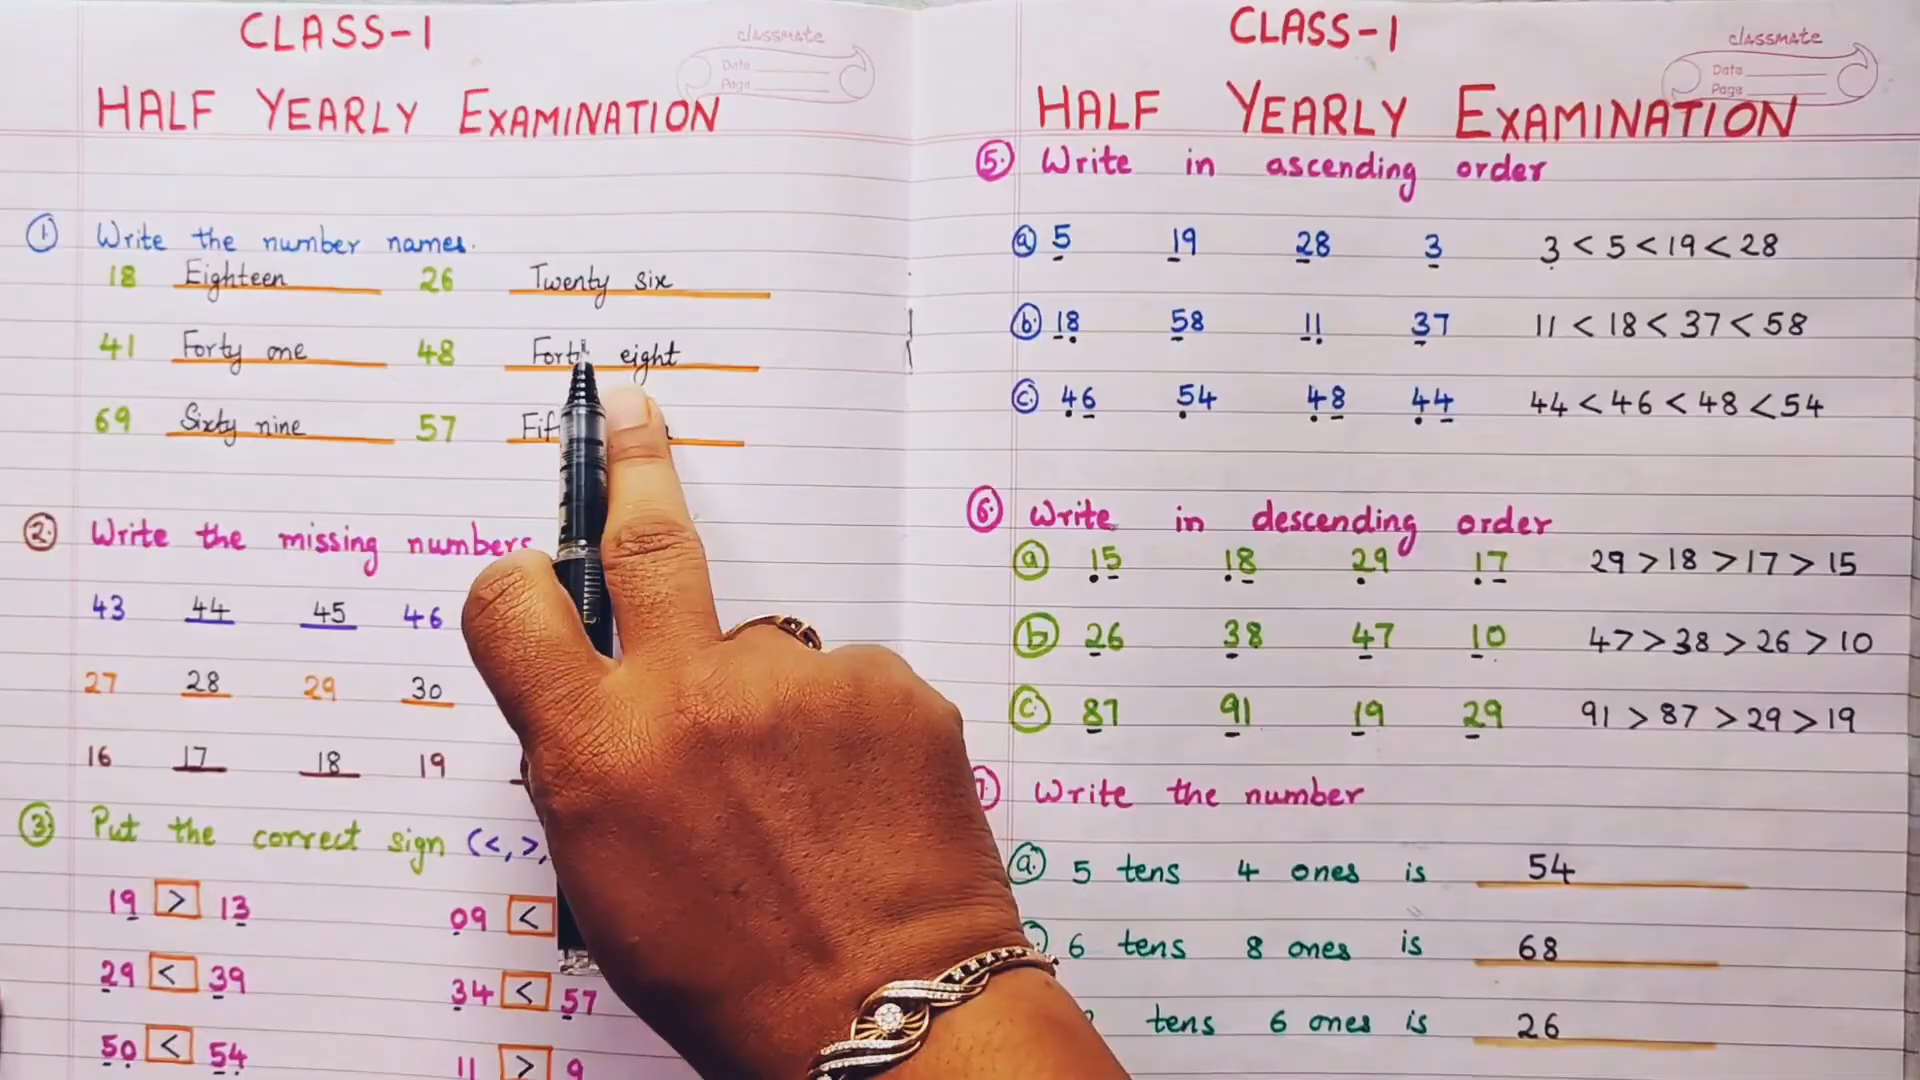 CLASS-1
classmate
Date
Page
HALF YEARLY EXAMINATION
1 Write the number names.
18 Eighteen 26 Twenty six
41 Forty one 48 Forty eight
69 Sixty nine 57
2. Write the missing numbers
43 44 45 46
27 28 29 30
16 17 18 19
3 Put the correct sign (<, >,
19 > 13 09 <
29 < 39 34 < 57
50 < 54 11 > 9
CLASS-1
classmate
Date
Page
HALF YEARLY EXAMINATION
5. Write in ascending order
a 5 19 28 3 3 < 5 < 19 < 28
b. 18 58 11 37 11 < 18 < 37 < 58
c. 46 54 48 44 44 < 46 < 48 < 54
6. Write in descending order
a 15 18 29 17 29 > 18 > 17 > 15
b 26 38 47 10 47 > 38 > 26 > 10
c. 87 91 19 29 91 > 87 > 29 > 19
7. Write the number
a. 5 tens 4 ones is 54
6 tens 8 ones is 68
tens 6 ones is 26